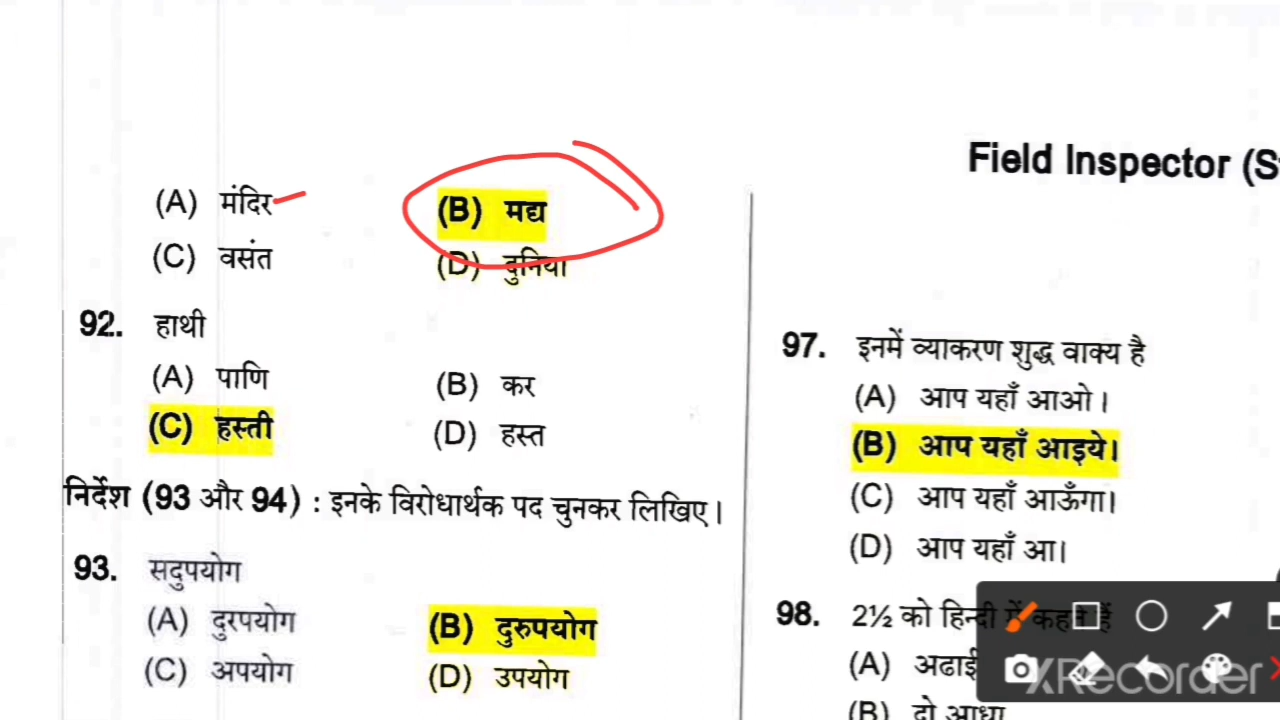 Field Inspector (S
(A) मंदिर (B) मद्य
(C) वसंत (D) दुनिया
92. हाथी
(A) पाणि (B) कर
(C) हस्ती (D) हस्त
निर्देश (93 और 94) : इनके विरोधार्थक पद चुनकर लिखिए।
93. सदुपयोग
(A) दुरपयोग (B) दुरुपयोग
(C) अपयोग (D) उपयोग
97. इनमें व्याकरण शुद्ध वाक्य है
(A) आप यहाँ आओ।
(B) आप यहाँ आइये।
(C) आप यहाँ आऊँगा।
(D) आप यहाँ आ।
98. 2½ को हिन्दी में कहते हैं
(A) अढाई
(B) दो आधा
XRecorder